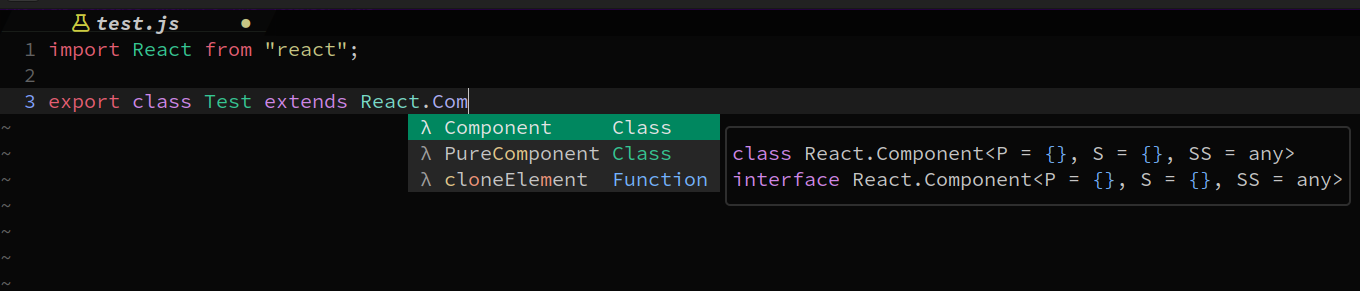 test.js ●
1 import React from "react";
2
3 export class Test extends React.Com
~ λ Component Class
~ λ PureComponent Class class React.Component<P = {}, S = {}, SS = any>
~ λ cloneElement Function interface React.Component<P = {}, S = {}, SS = any>
~
~
~
~